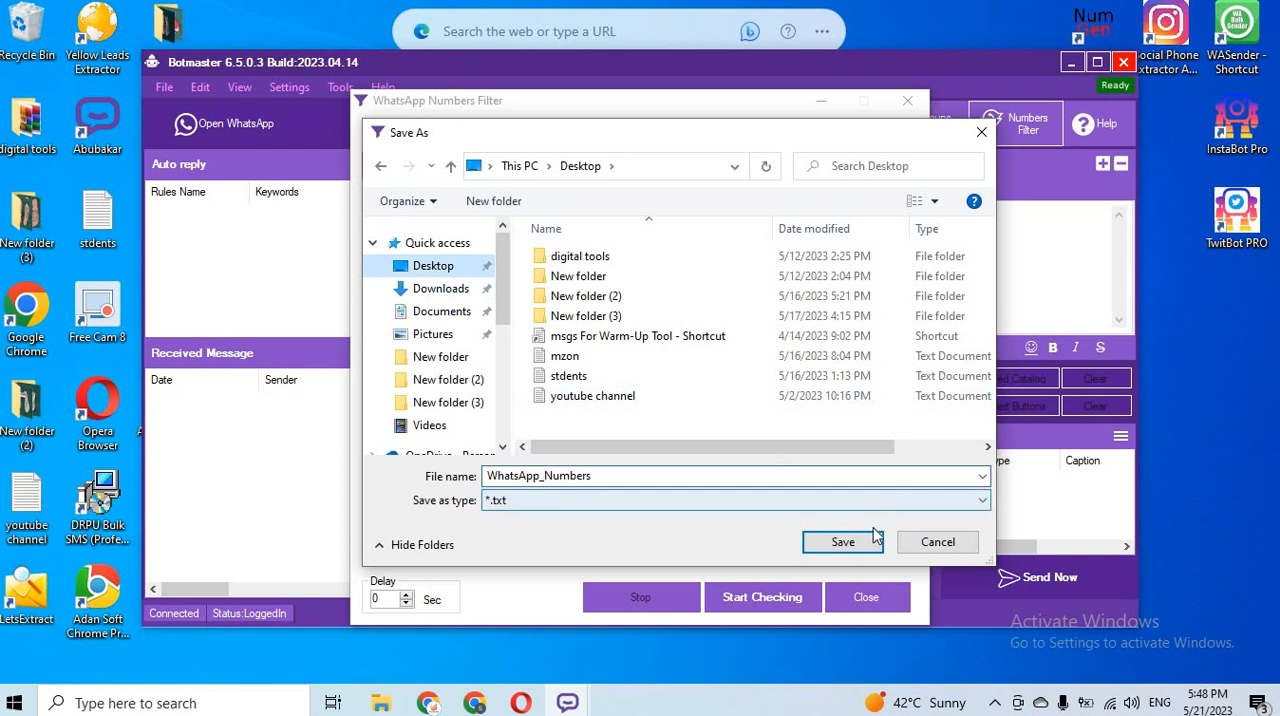 Recycle Bin
Yellow Leads
Extractor
digital tools
Abubakar
New folder
(3)
stdents
Google
Chrome
Free Cam 8
New folder
(2)
Opera
Browser
youtube
channel
DRPU Bulk
SMS (Profe...
LetsExtract
Adan Soft
Chrome Pr...
Search the web or type a URL
Num
Gen
ocial Phone
xtractor A...
WASender -
Shortcut
InstaBot Pro
TwitBot PRO
Botmaster 6.5.0.3 Build:2023.04.14
File Edit View Settings Tools Help
Ready
Open WhatsApp
Numbers
Filter
Help
Auto reply
Rules Name Keywords
Received Message
Date Sender
Connected Status:LoggedIn
WhatsApp Numbers Filter
Save As
This PC Desktop
Search Desktop
Organize New folder
Quick access
Desktop
Downloads
Documents
Pictures
New folder
New folder (2)
New folder (3)
Videos
Name Date modified Type
digital tools 5/12/2023 2:25 PM File folder
New folder 5/12/2023 2:04 PM File folder
New folder (2) 5/16/2023 5:21 PM File folder
New folder (3) 5/17/2023 4:15 PM File folder
msgs For Warm-Up Tool - Shortcut 4/14/2023 9:02 PM Shortcut
mzon 5/16/2023 8:04 PM Text Document
stdents 5/16/2023 1:13 PM Text Document
youtube channel 5/2/2023 10:16 PM Text Document
File name: WhatsApp_Numbers
Save as type: *.txt
Hide Folders
Save Cancel
Delay
0 Sec
Stop Start Checking Close
B I S
Catalog Clear
Buttons Clear
ype Caption
Send Now
Activate Windows
Go to Settings to activate Windows.
Type here to search
42°C Sunny
ENG
5:48 PM
5/21/2023
3